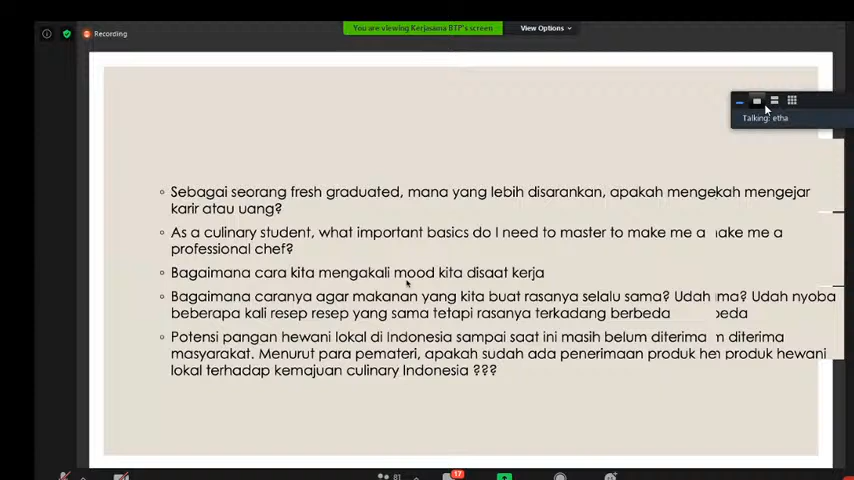 Recording
You are viewing Kerjasama BTP's screen
View Options
Talking: etha
Sebagai seorang fresh graduated, mana yang lebih disarankan, apakah mengekah mengejar
karir atau uang?
As a culinary student, what important basics do I need to master to make me a ake me a
professional chef?
Bagaimana cara kita mengakali mood kita disaat kerja
Bagaimana caranya agar makanan yang kita buat rasanya selalu sama? Udah ma? Udah nyoba
beberapa kali resep resep yang sama tetapi rasanya terkadang berbeda beda
Potensi pangan hewani lokal di Indonesia sampai saat ini masih belum diterima m diterima
masyarakat. Menurut para pemateri, apakah sudah ada penerimaan produk hen produk hewani
lokal terhadap kemajuan culinary Indonesia ???
81
17